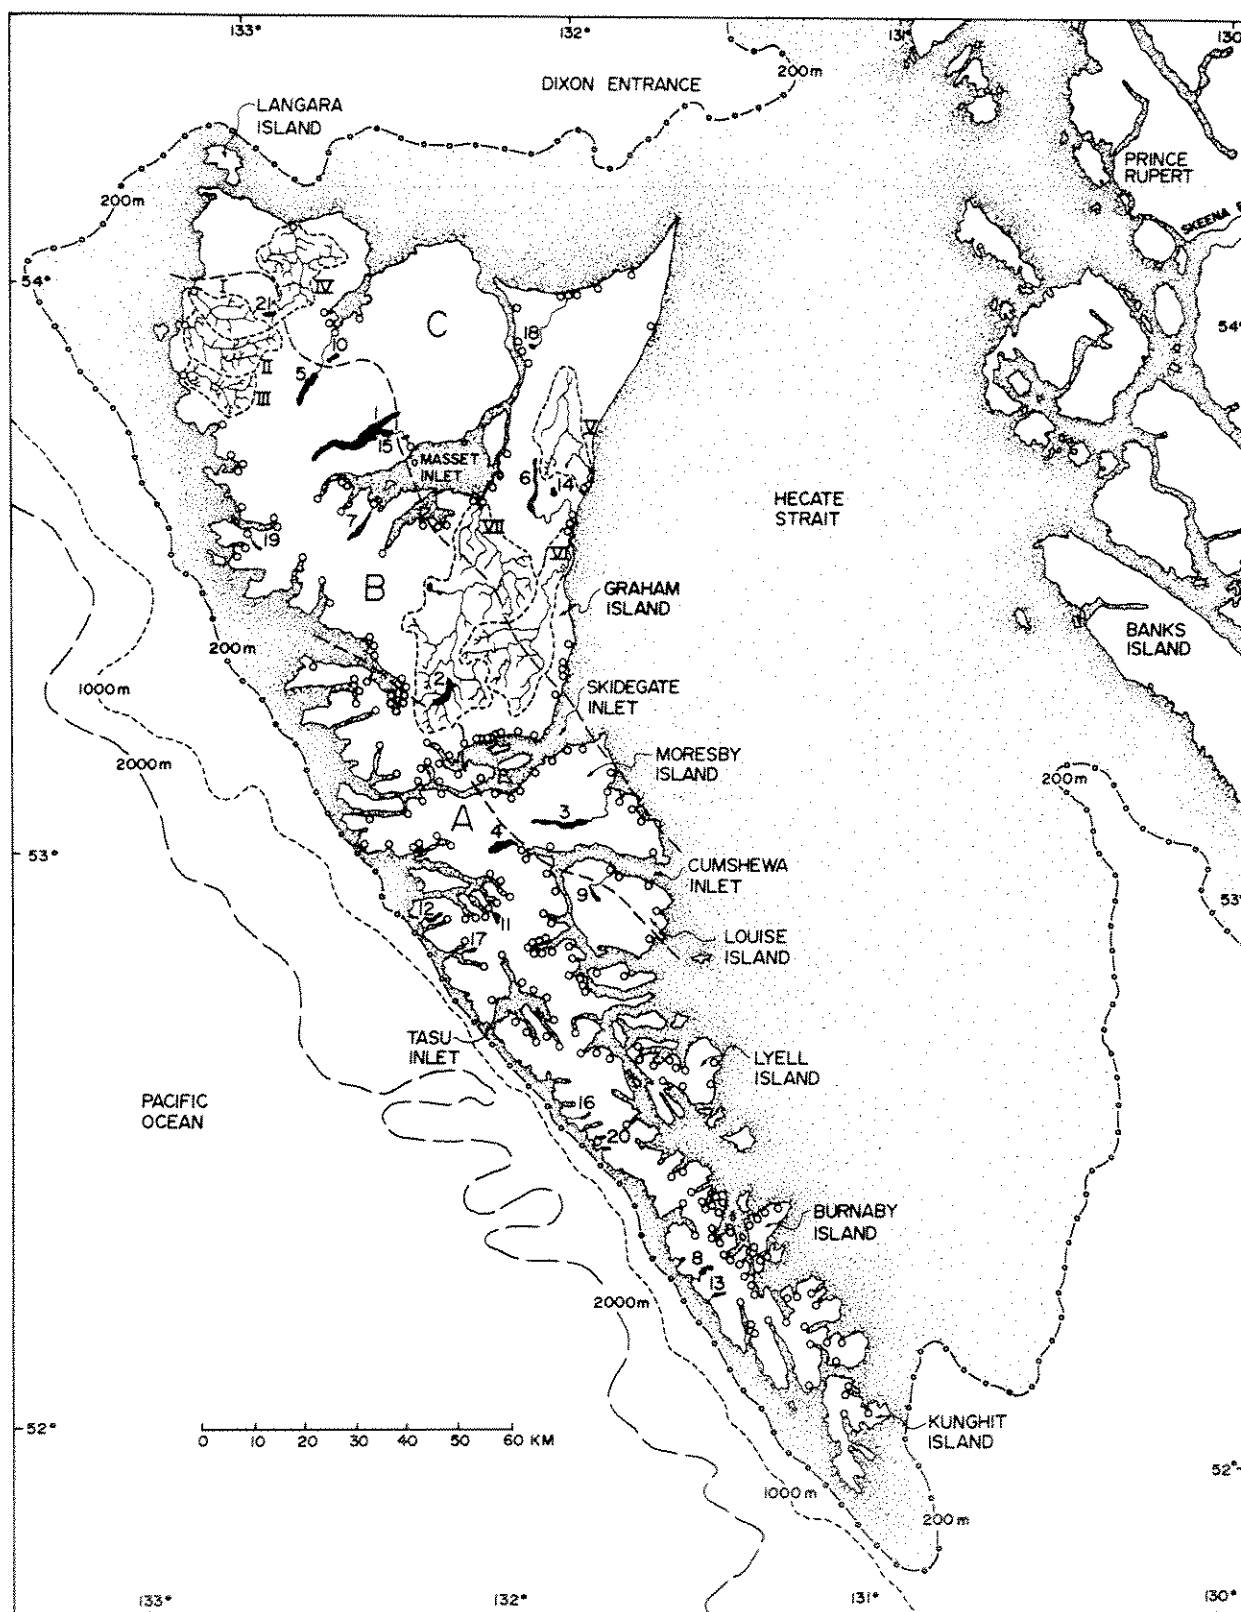 133°
132°
131°
130°
200m
DIXON ENTRANCE
LANGARA
ISLAND
PRINCE
RUPERT
SKEENA
200m
54°
I
IV
21
C
18
54°
10
II
5
III
1
15
V
MASSET
INLET
6
14
HECATE
STRAIT
7
VII
19
VI
B
GRAHAM
ISLAND
BANKS
ISLAND
200m
1000m
2
SKIDEGATE
INLET
2000m
MORESBY
ISLAND
200m
A
3
4
53°
CUMSHEWA
INLET
9
53°
12
11
17
LOUISE
ISLAND
TASU
INLET
LYELL
ISLAND
PACIFIC
OCEAN
16
20
BURNABY
ISLAND
8
13
2000m
KUNGHIT
ISLAND
52°
0 10 20 30 40 50 60 KM
52°
1000m
200m
133°
132°
131°
130°